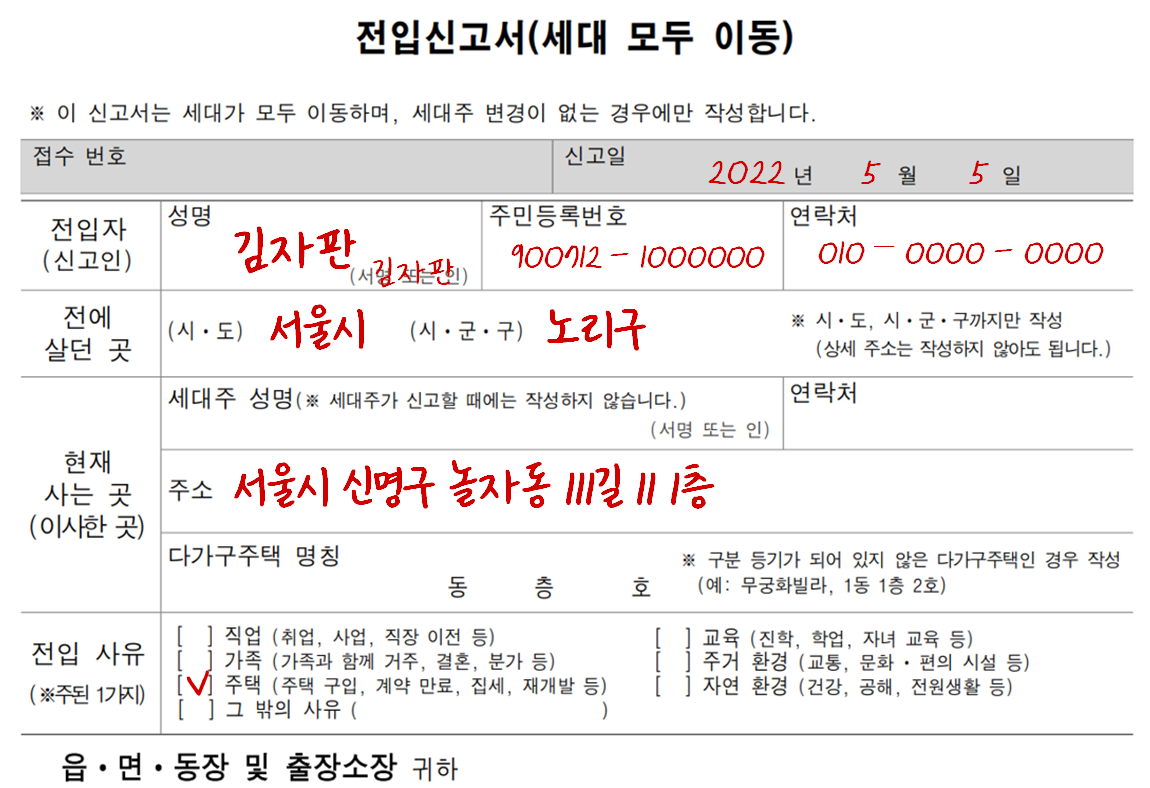 전입신고서(세대 모두 이동)
※ 이 신고서는 세대가 모두 이동하며, 세대주 변경이 없는 경우에만 작성합니다.
접수 번호
신고일
2022 년 5 월 5 일
전입자
(신고인)
성명
김자판
(서명 또는 인) 김자판
주민등록번호
900712-1000000
연락처
010-0000-0000
전에
살던 곳
(시·도) 서울시 (시·군·구) 노리구
※ 시·도, 시·군·구까지만 작성
(상세 주소는 작성하지 않아도 됩니다.)
현재
사는 곳
(이사한 곳)
세대주 성명(※ 세대주가 신고할 때에는 작성하지 않습니다.)
(서명 또는 인)
연락처
주소 서울시 신명구 놀자동 111길 11 1층
다가구주택 명칭
동 층 호
※ 구분 등기가 되어 있지 않은 다가구주택인 경우 작성
(예: 무궁화빌라, 1동 1층 2호)
전입 사유
(※주된 1가지)
[ ] 직업 (취업, 사업, 직장 이전 등)
[ ] 가족 (가족과 함께 거주, 결혼, 분가 등)
[✓] 주택 (주택 구입, 계약 만료, 집세, 재개발 등)
[ ] 그 밖의 사유 ( )
[ ] 교육 (진학, 학업, 자녀 교육 등)
[ ] 주거 환경 (교통, 문화·편의 시설 등)
[ ] 자연 환경 (건강, 공해, 전원생활 등)
읍·면·동장 및 출장소장 귀하